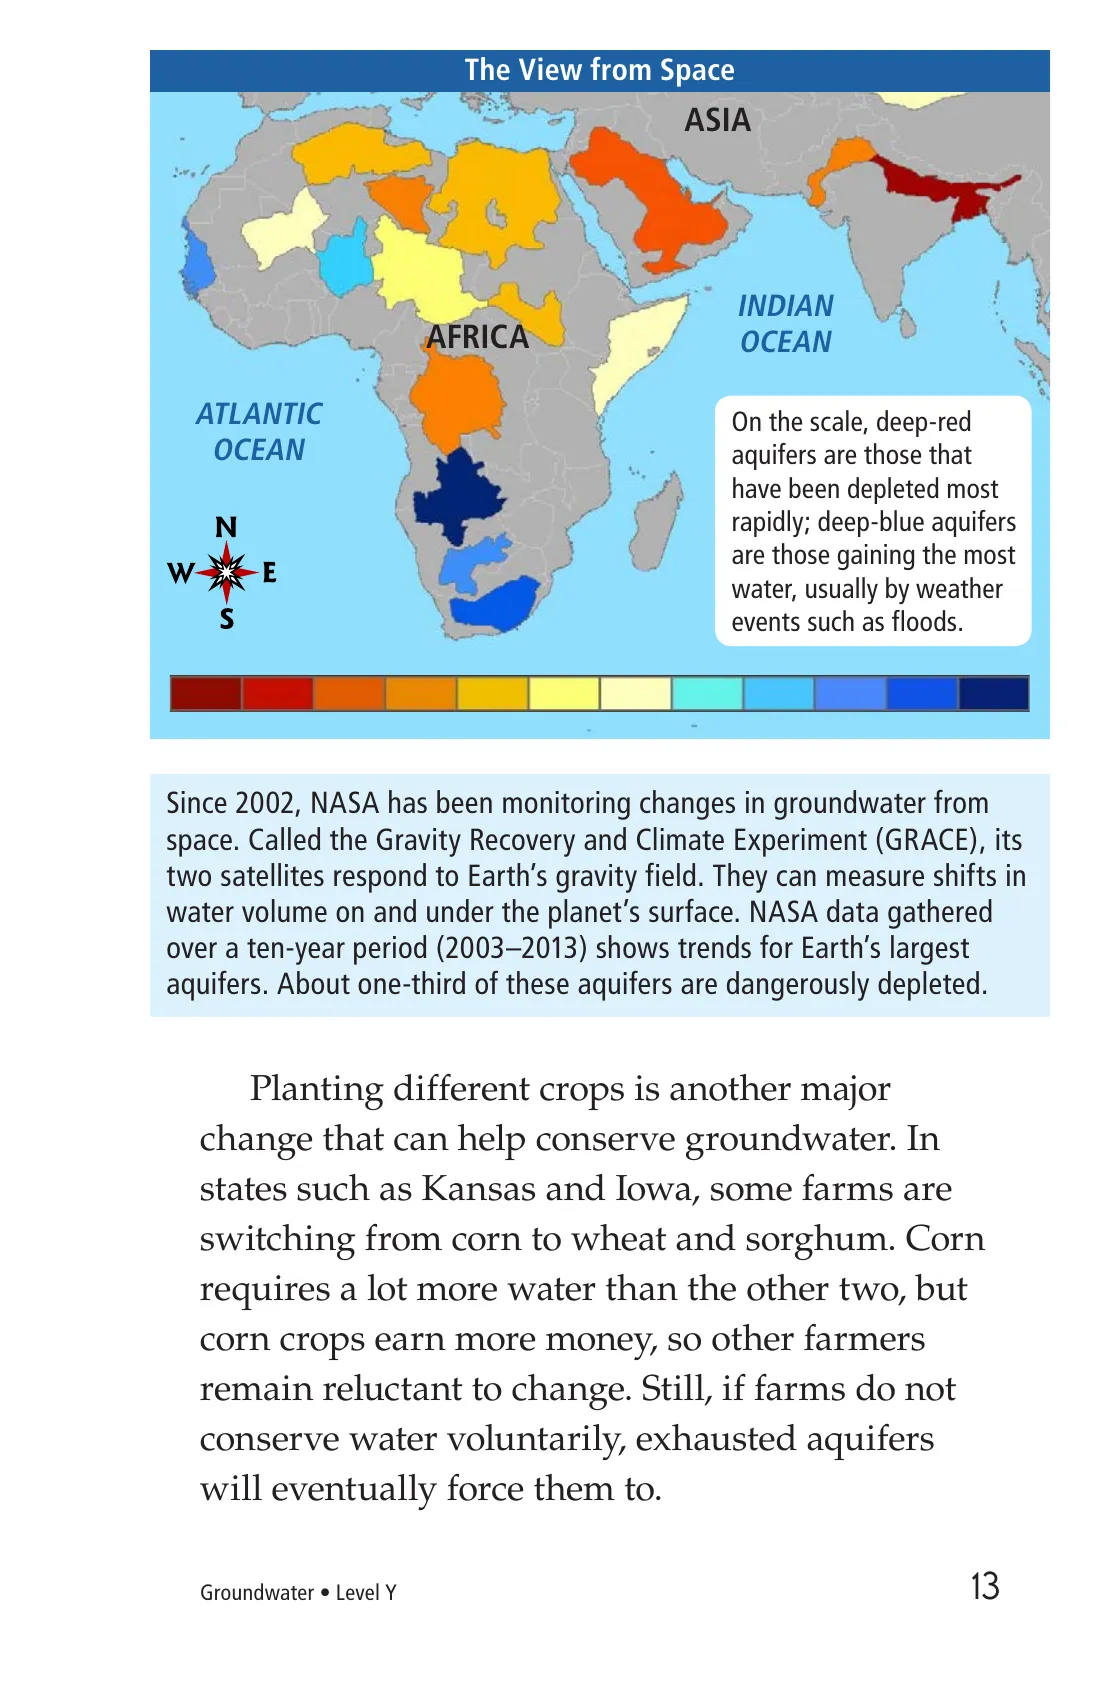 The View from Space
ASIA
AFRICA
INDIAN
OCEAN
ATLANTIC
OCEAN
N
W E
S
On the scale, deep-red
aquifers are those that
have been depleted most
rapidly; deep-blue aquifers
are those gaining the most
water, usually by weather
events such as floods.
Since 2002, NASA has been monitoring changes in groundwater from
space. Called the Gravity Recovery and Climate Experiment (GRACE), its
two satellites respond to Earth’s gravity field. They can measure shifts in
water volume on and under the planet’s surface. NASA data gathered
over a ten-year period (2003–2013) shows trends for Earth’s largest
aquifers. About one-third of these aquifers are dangerously depleted.
Planting different crops is another major
change that can help conserve groundwater. In
states such as Kansas and Iowa, some farms are
switching from corn to wheat and sorghum. Corn
requires a lot more water than the other two, but
corn crops earn more money, so other farmers
remain reluctant to change. Still, if farms do not
conserve water voluntarily, exhausted aquifers
will eventually force them to.
Groundwater • Level Y
13